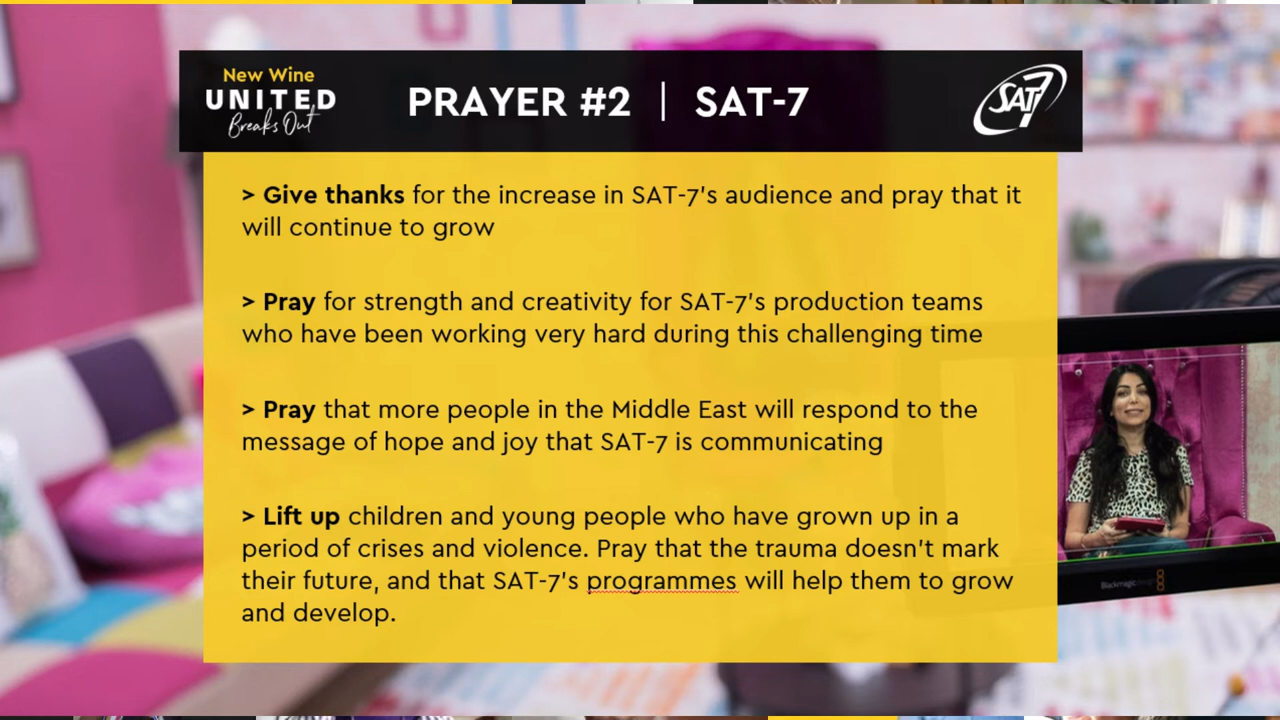 New Wine
UNITED
Breaks Out
PRAYER #2 | SAT-7
SAT7
> Give thanks for the increase in SAT-7's audience and pray that it
will continue to grow
> Pray for strength and creativity for SAT-7's production teams
who have been working very hard during this challenging time
> Pray that more people in the Middle East will respond to the
message of hope and joy that SAT-7 is communicating
> Lift up children and young people who have grown up in a
period of crises and violence. Pray that the trauma doesn't mark
their future, and that SAT-7's programmes will help them to grow
and develop.
Blackmagicdesign